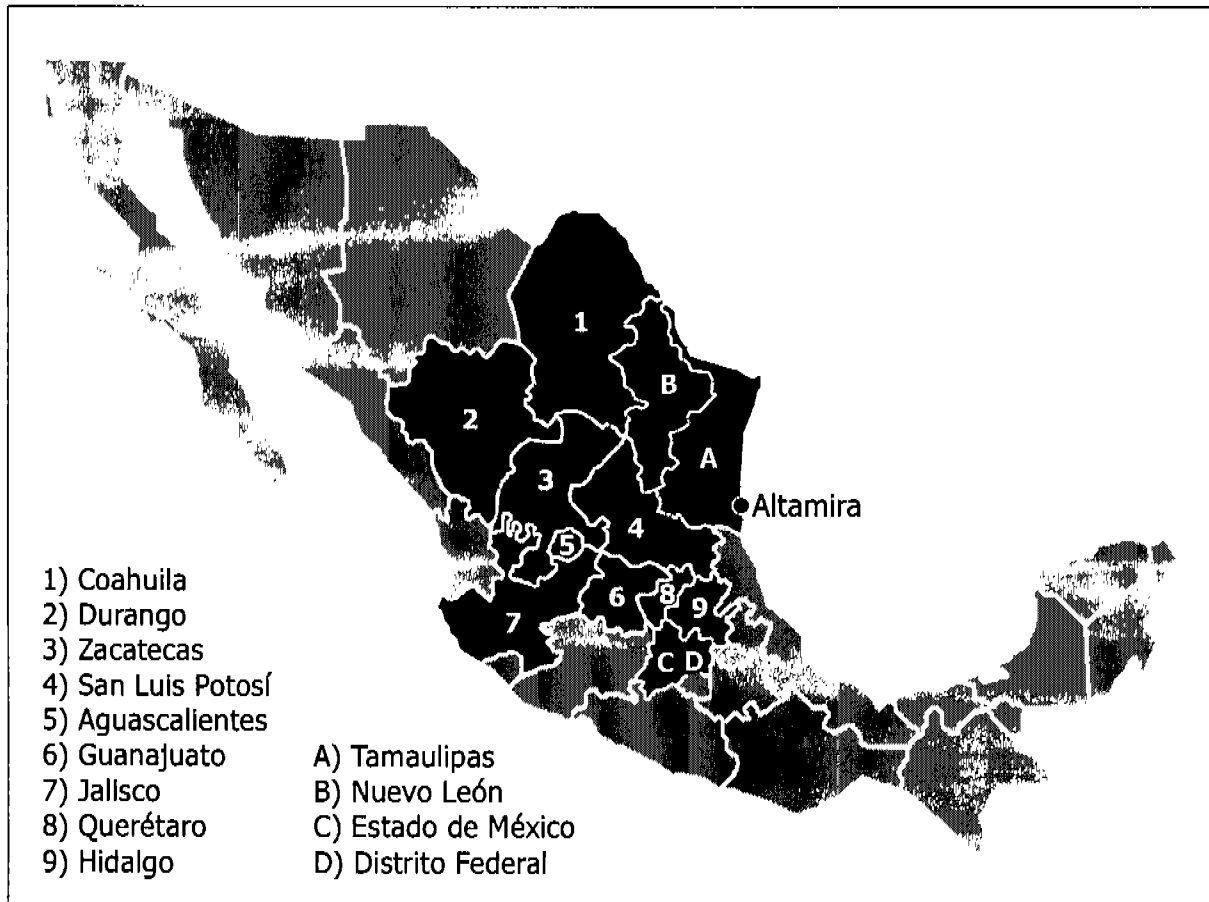 1
B
2
A
3
Altamira
4
5
6
8
9
7
C D
1) Coahuila
2) Durango
3) Zacatecas
4) San Luis Potosí
5) Aguascalientes
6) Guanajuato
7) Jalisco
8) Querétaro
9) Hidalgo
A) Tamaulipas
B) Nuevo León
C) Estado de México
D) Distrito Federal